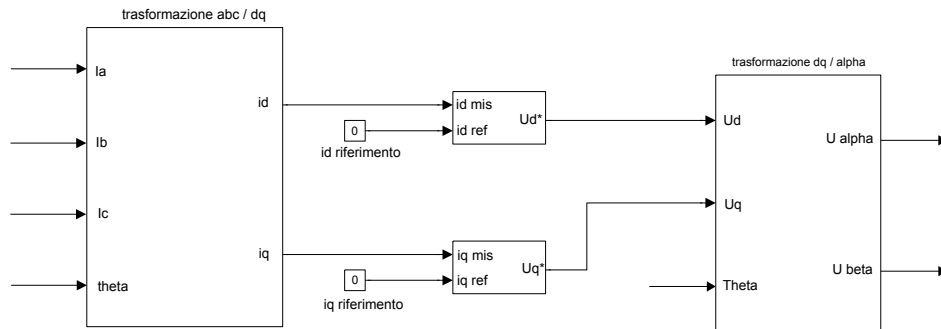 trasformazione abc / dq
Ia
Ib
Ic
theta
id
iq
id mis
id ref
Ud*
0
id riferimento
iq mis
iq ref
Uq*
0
iq riferimento
trasformazione dq / alpha
Ud
Uq
Theta
U alpha
U beta